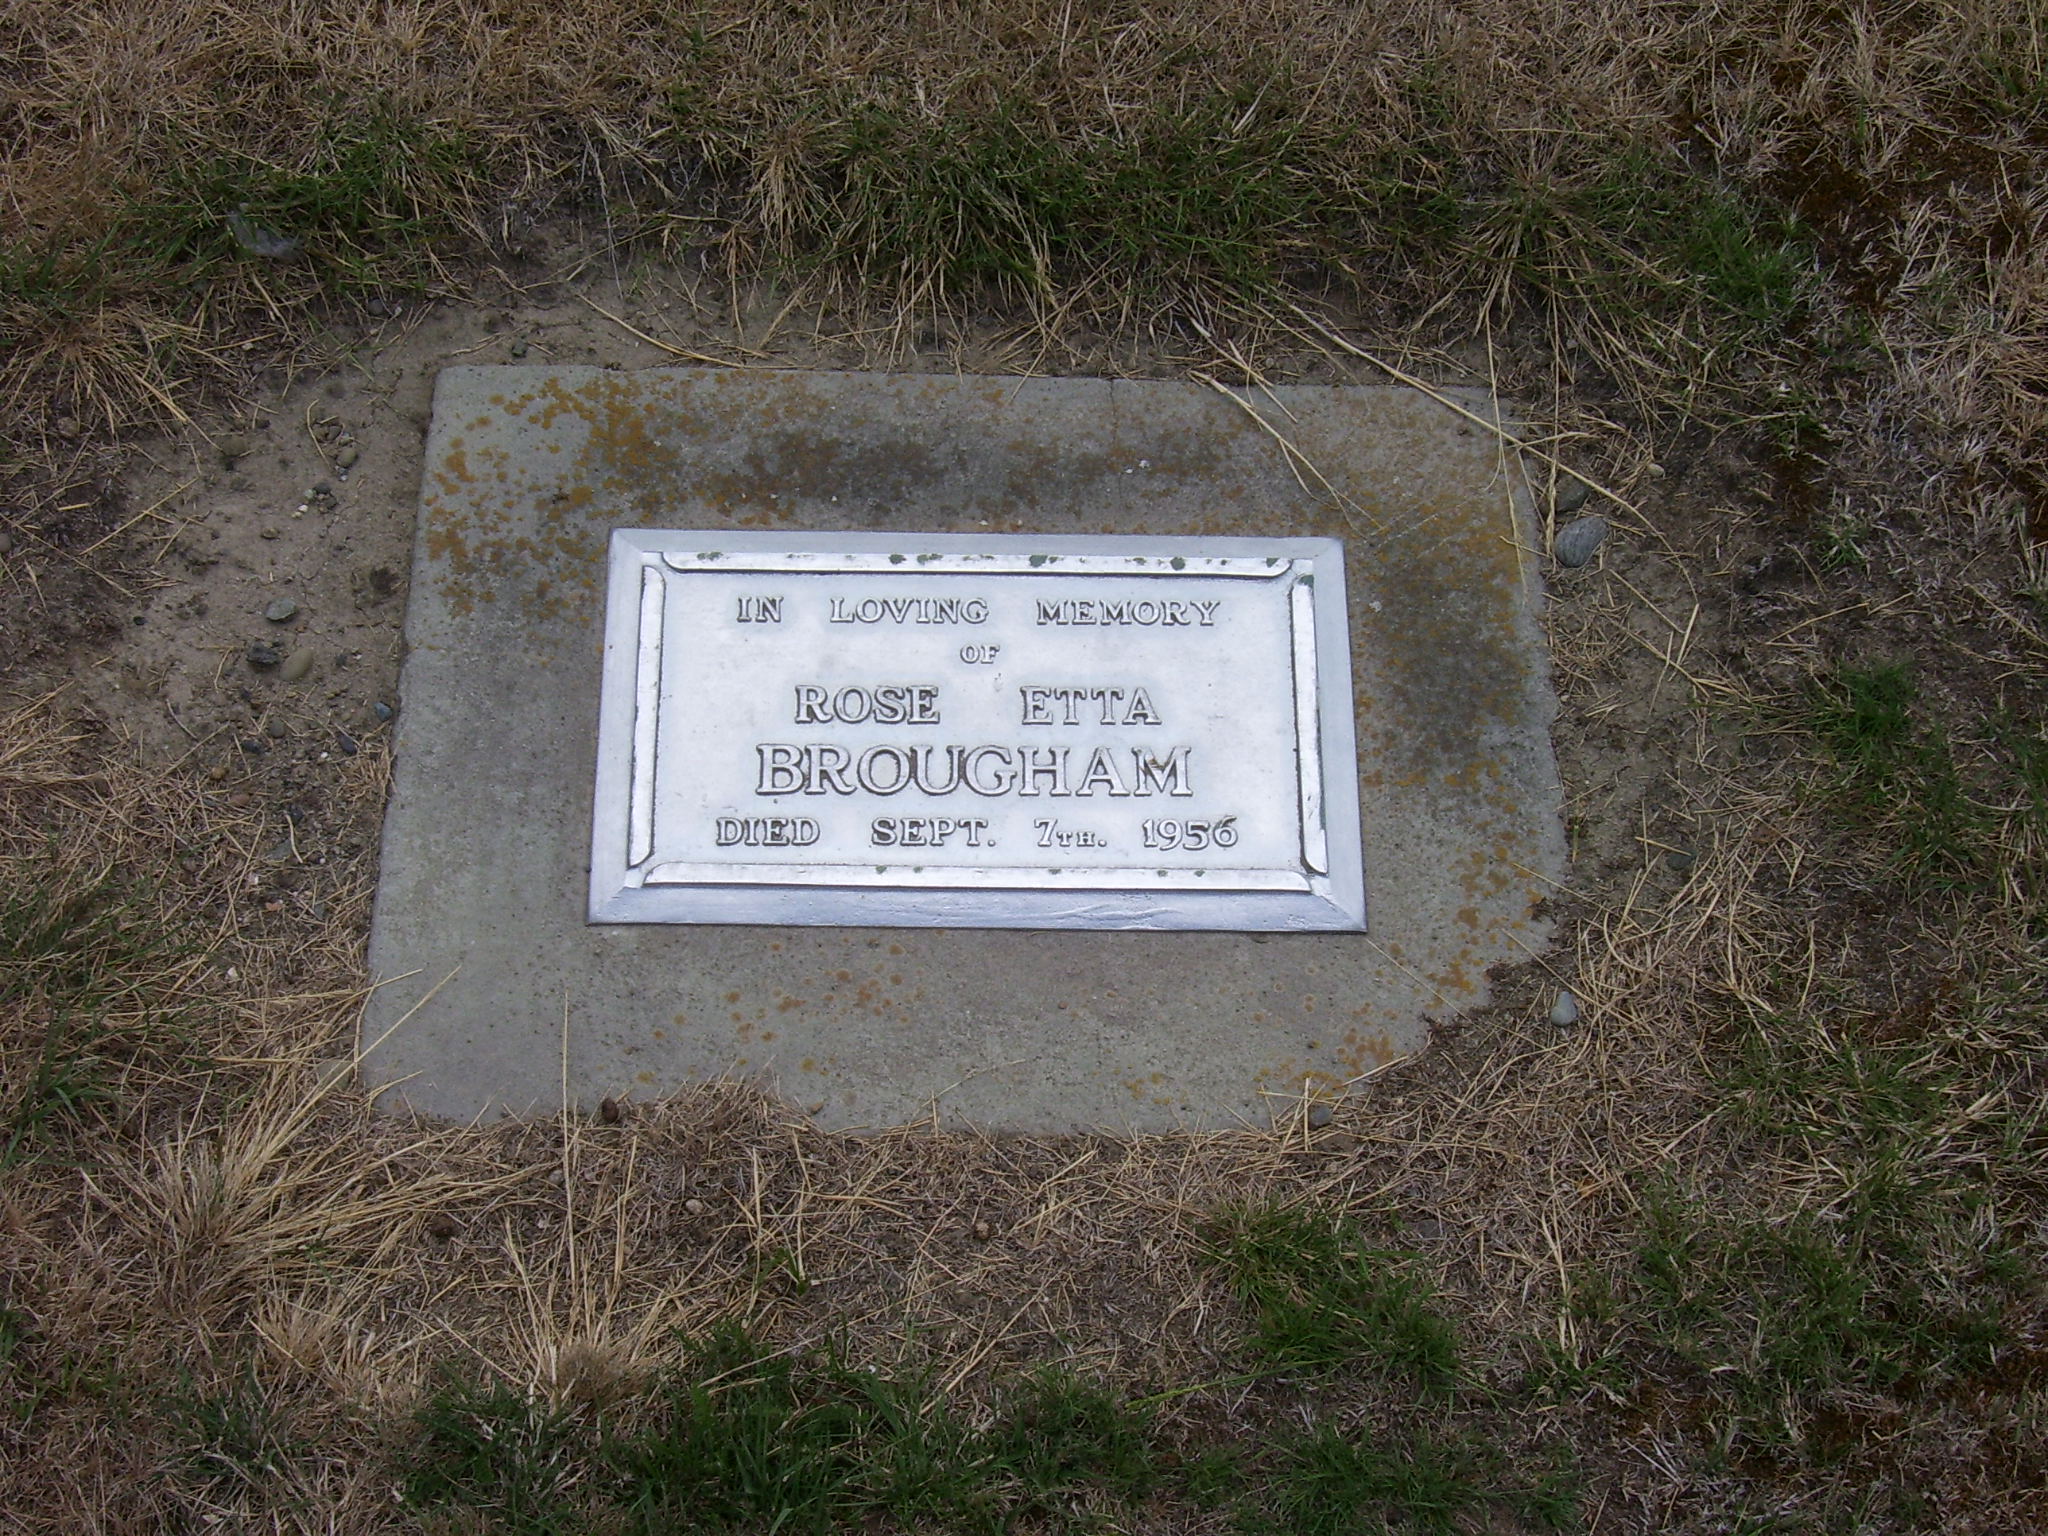 IN LOVING MEMORY
OF
ROSE ETTA
BROUGHAM
DIED SEPT. 7TH. 1956